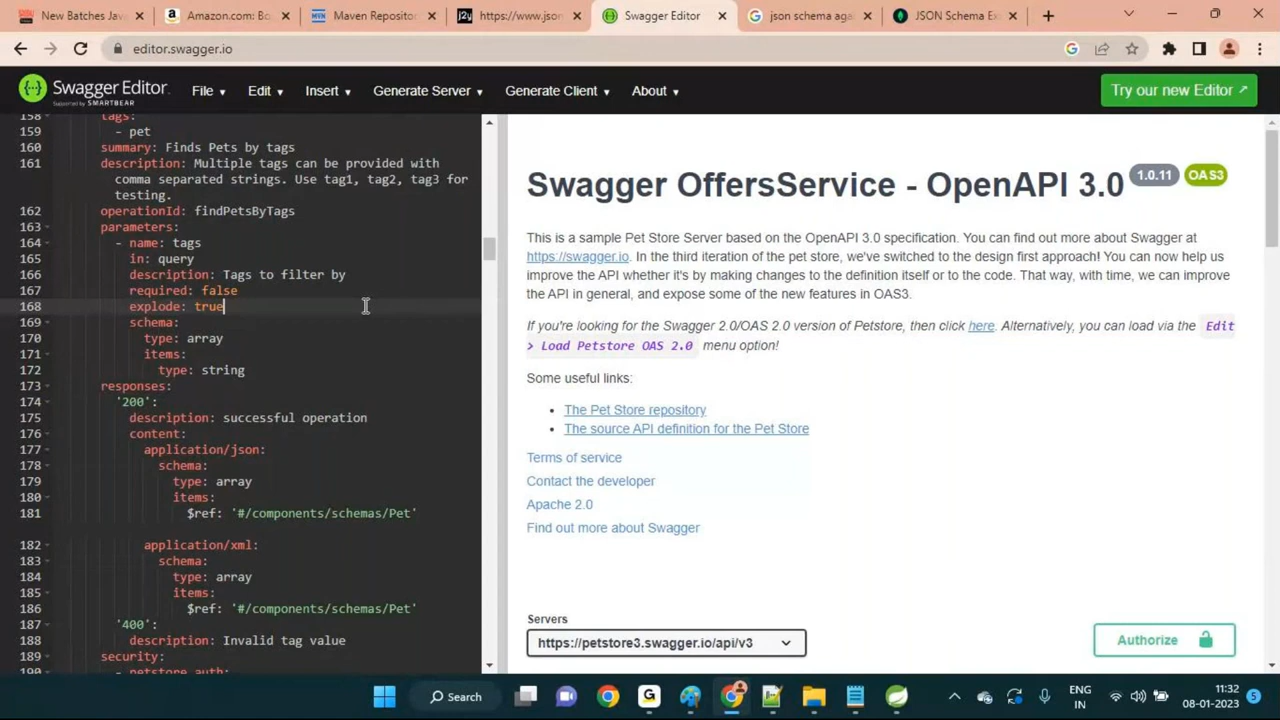 New Batches Java
Amazon.com: Bo
Maven Repositor
https://www.json
Swagger Editor
json schema aga
JSON Schema Ex
editor.swagger.io
Swagger Editor
Supported by SMARTBEAR
File
Edit
Insert
Generate Server
Generate Client
About
Try our new Editor
158 tags:
159 - pet
160 summary: Finds Pets by tags
161 description: Multiple tags can be provided with
comma separated strings. Use tag1, tag2, tag3 for
testing.
162 operationId: findPetsByTags
163 parameters:
164 - name: tags
165 in: query
166 description: Tags to filter by
167 required: false
168 explode: true
169 schema:
170 type: array
171 items:
172 type: string
173 responses:
174 '200':
175 description: successful operation
176 content:
177 application/json:
178 schema:
179 type: array
180 items:
181 $ref: '#/components/schemas/Pet'
182 application/xml:
183 schema:
184 type: array
185 items:
186 $ref: '#/components/schemas/Pet'
187 '400':
188 description: Invalid tag value
189 security:
190 - petstore_auth:
Swagger OffersService - OpenAPI 3.0 1.0.11 OAS3
This is a sample Pet Store Server based on the OpenAPI 3.0 specification. You can find out more about Swagger at
https://swagger.io. In the third iteration of the pet store, we've switched to the design first approach! You can now help us
improve the API whether it's by making changes to the definition itself or to the code. That way, with time, we can improve
the API in general, and expose some of the new features in OAS3.
If you're looking for the Swagger 2.0/OAS 2.0 version of Petstore, then click here. Alternatively, you can load via the Edit
> Load Petstore OAS 2.0 menu option!
Some useful links:
The Pet Store repository
The source API definition for the Pet Store
Terms of service
Contact the developer
Apache 2.0
Find out more about Swagger
Servers
https://petstore3.swagger.io/api/v3
Authorize
Search
ENG
IN
11:32
08-01-2023
5